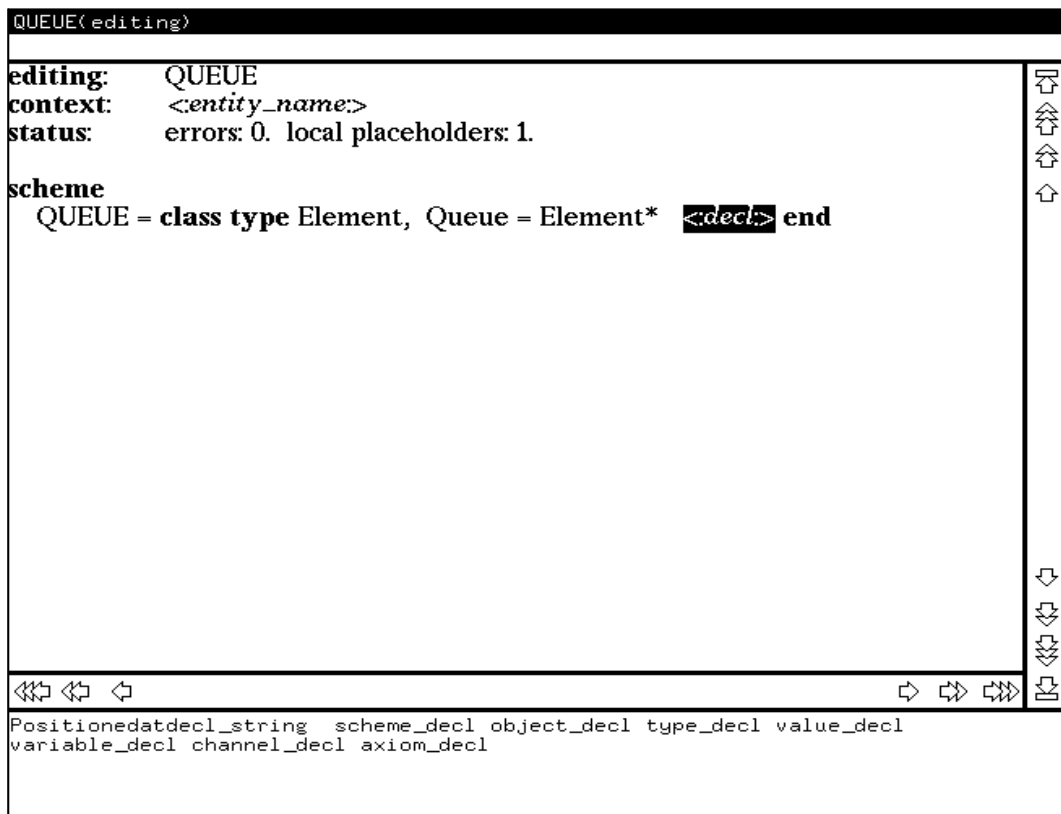 QUEUE(editing)
editing: QUEUE
context: <:entity_name:>
status: errors: 0. local placeholders: 1.
scheme
QUEUE = class type Element, Queue = Element* <:decl:> end
Positionedatdecl_string scheme_decl object_decl type_decl value_decl
variable_decl channel_decl axiom_decl